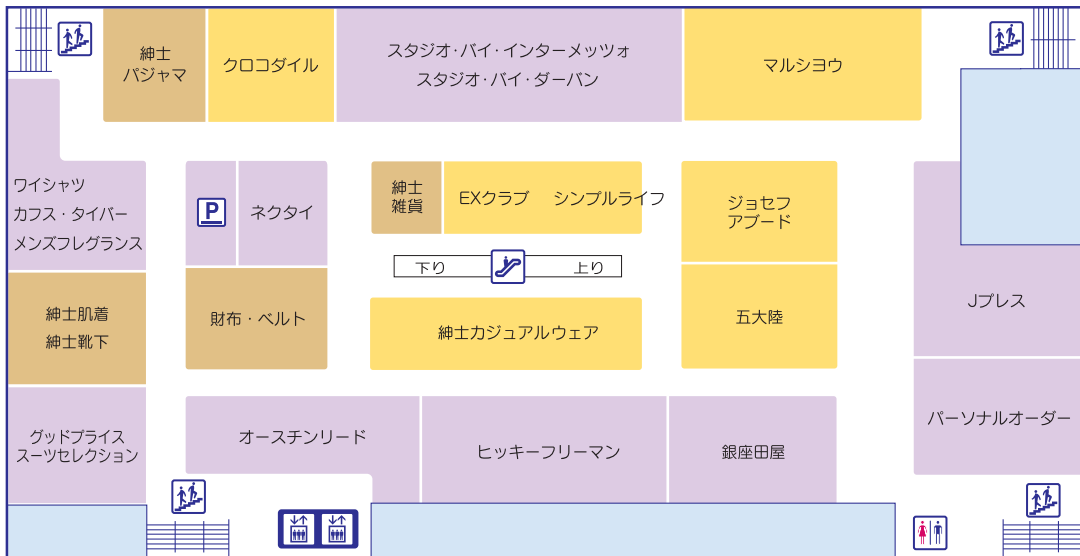 紳士
パジャマ
クロコダイル
スタジオ・バイ・インターメッツォ
スタジオ・バイ・ダーバン
マルシヨウ
ワイシャツ
カフス・タイバー
メンズフレグランス
P
ネクタイ
紳士
雑貨
EXクラブ シンプルライフ
ジョセフ
アブード
下り
上り
Jプレス
紳士肌着
紳士靴下
財布・ベルト
紳士カジュアルウェア
五大陸
グッドプライス
スーツセレクション
オースチンリード
ヒッキーフリーマン
銀座田屋
パーソナルオーダー